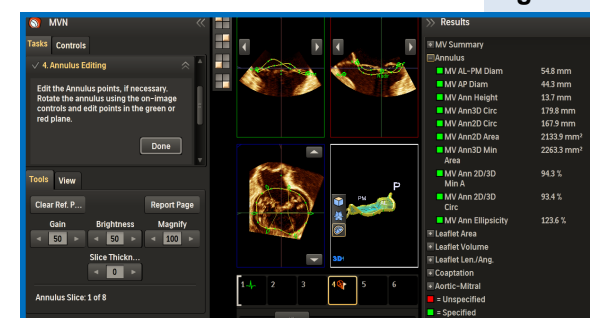 MVN
Tasks Controls
4. Annulus Editing
Edit the Annulus points, if necessary.
Rotate the annulus using the on-image
controls and edit points in the green or
red plane.
Done
Tools View
Clear Ref. P... Report Page
Gain Brightness Magnify
50 50 100
Slice Thickn...
0
Annulus Slice: 1 of 8
P
PM
3D
1 2 3 4 5 6
Results
MV Summary
Annulus
MV AL-PM Diam 54.8 mm
MV AP Diam 44.3 mm
MV Ann Height 13.7 mm
MV Ann3D Circ 179.8 mm
MV Ann2D Circ 167.9 mm
MV Ann2D Area 2133.9 mm²
MV Ann3D Min 2263.3 mm²
Area
MV Ann 2D/3D 94.3 %
Min A
MV Ann 2D/3D 93.4 %
Circ
MV Ann Ellipsicity 123.6 %
Leaflet Area
Leaflet Volume
Leaflet Len./Ang.
Coaptation
Aortic-Mitral
= Unspecified
= Specified